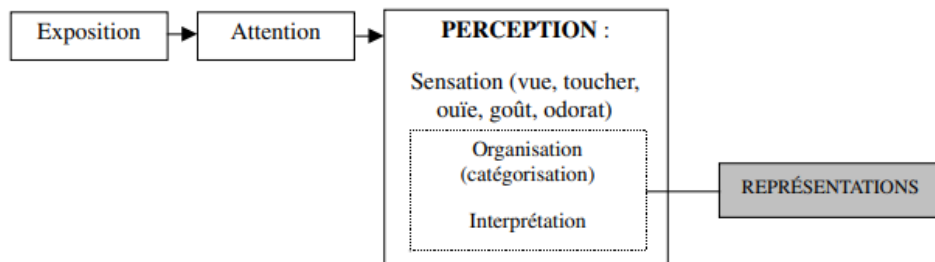 Exposition
Attention
PERCEPTION :
Sensation (vue, toucher,
ouïe, goût, odorat)
Organisation
(catégorisation)
Interprétation
REPRÉSENTATIONS